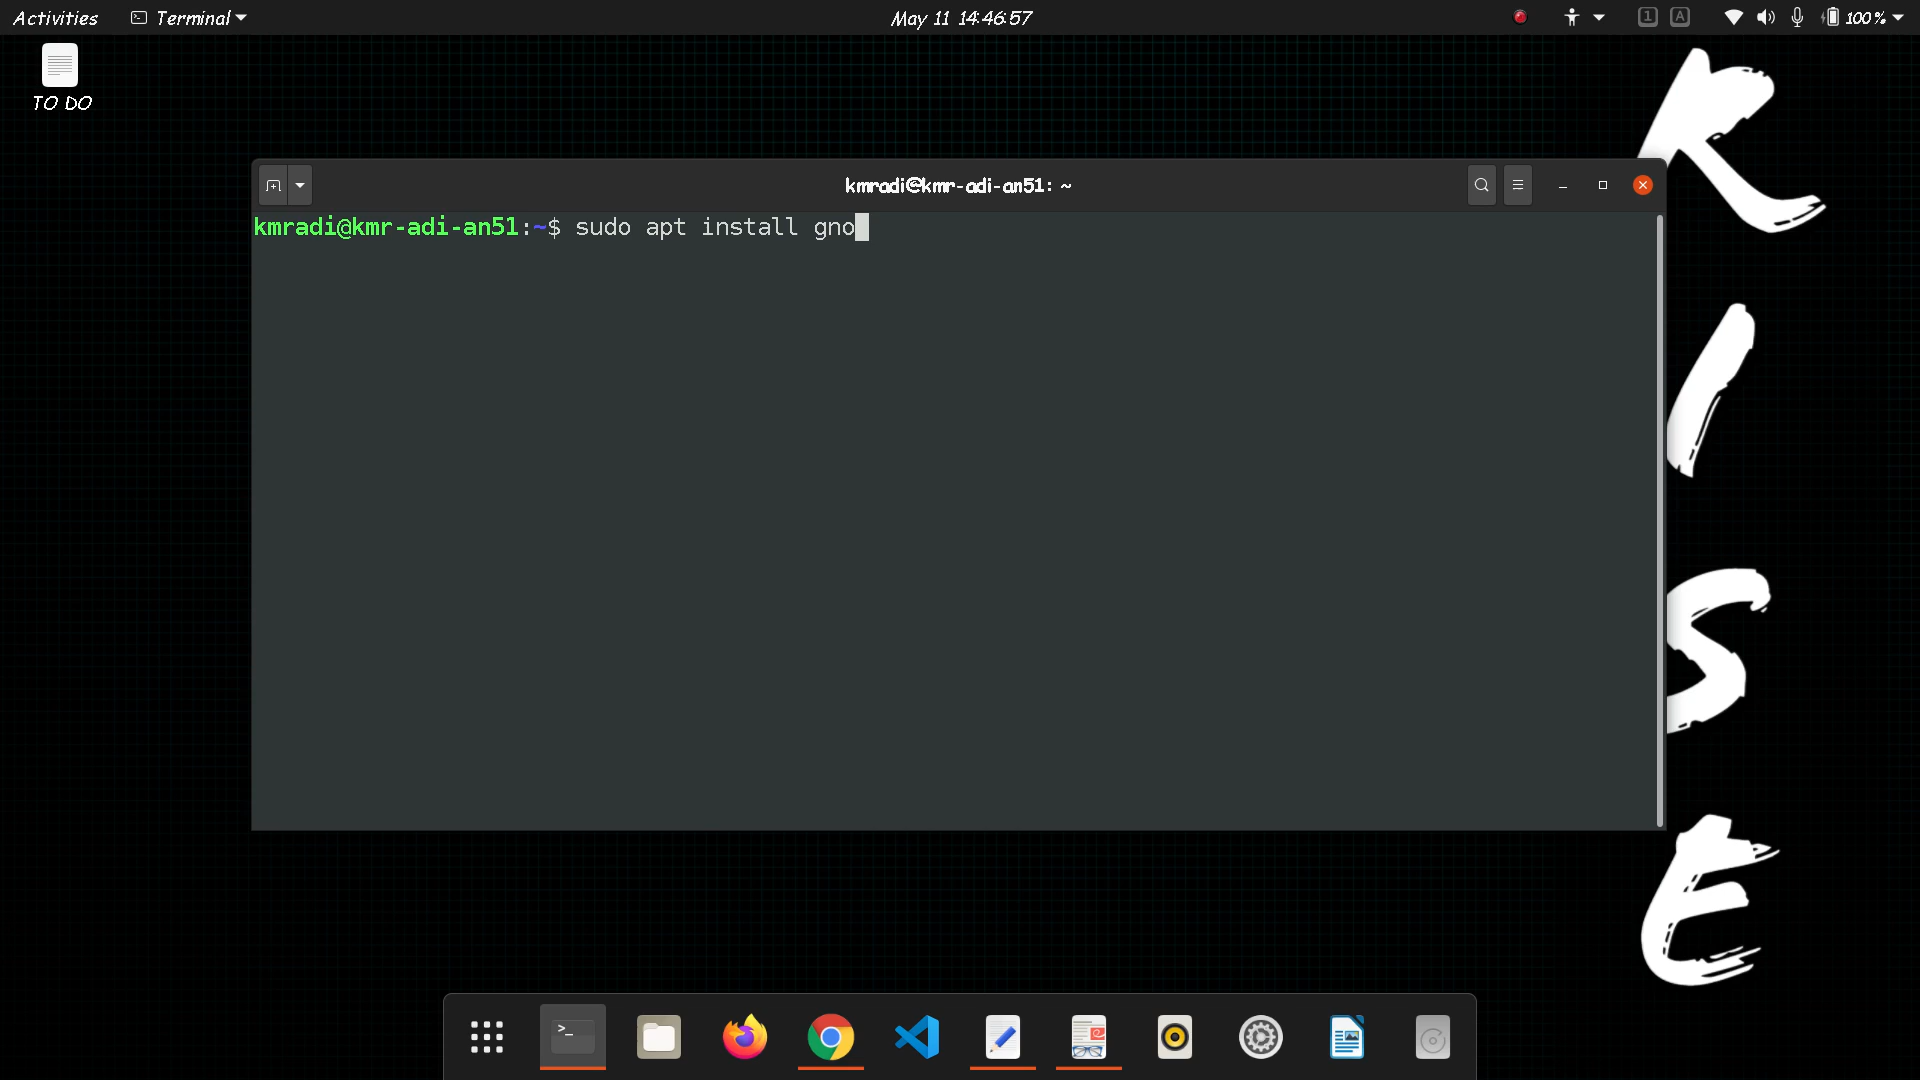 Activities Terminal May 11 14:46:57 1 A 100%
TO DO
kmradi@kmr-adi-an51: ~
kmradi@kmr-adi-an51:~$ sudo apt install gno
R
I
S
E
>_